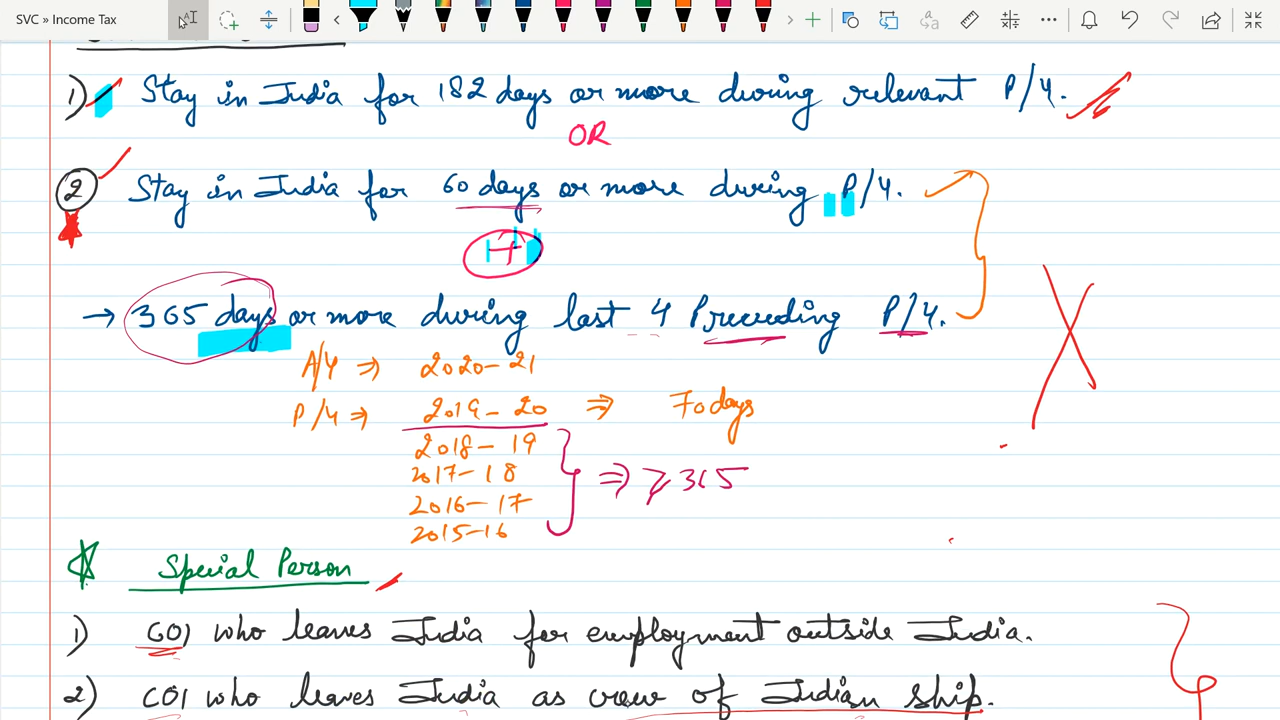 SVC » Income Tax
1) Stay in India for 182 days or more during relevant P/Y.
OR
2 Stay in India for 60 days or more during P/Y.
+
→ 365 days or more during last 4 Preceding P/Y.
A/Y ⇒ 2020-21
P/Y ⇒ 2019-20 ⇒ 70 days
2018-19
2017-18 ⇒ ≥ 365
2016-17
2015-16
Special Person
1) COI who leaves India for employment outside India.
2) COI who leaves India as crew of Indian ship.